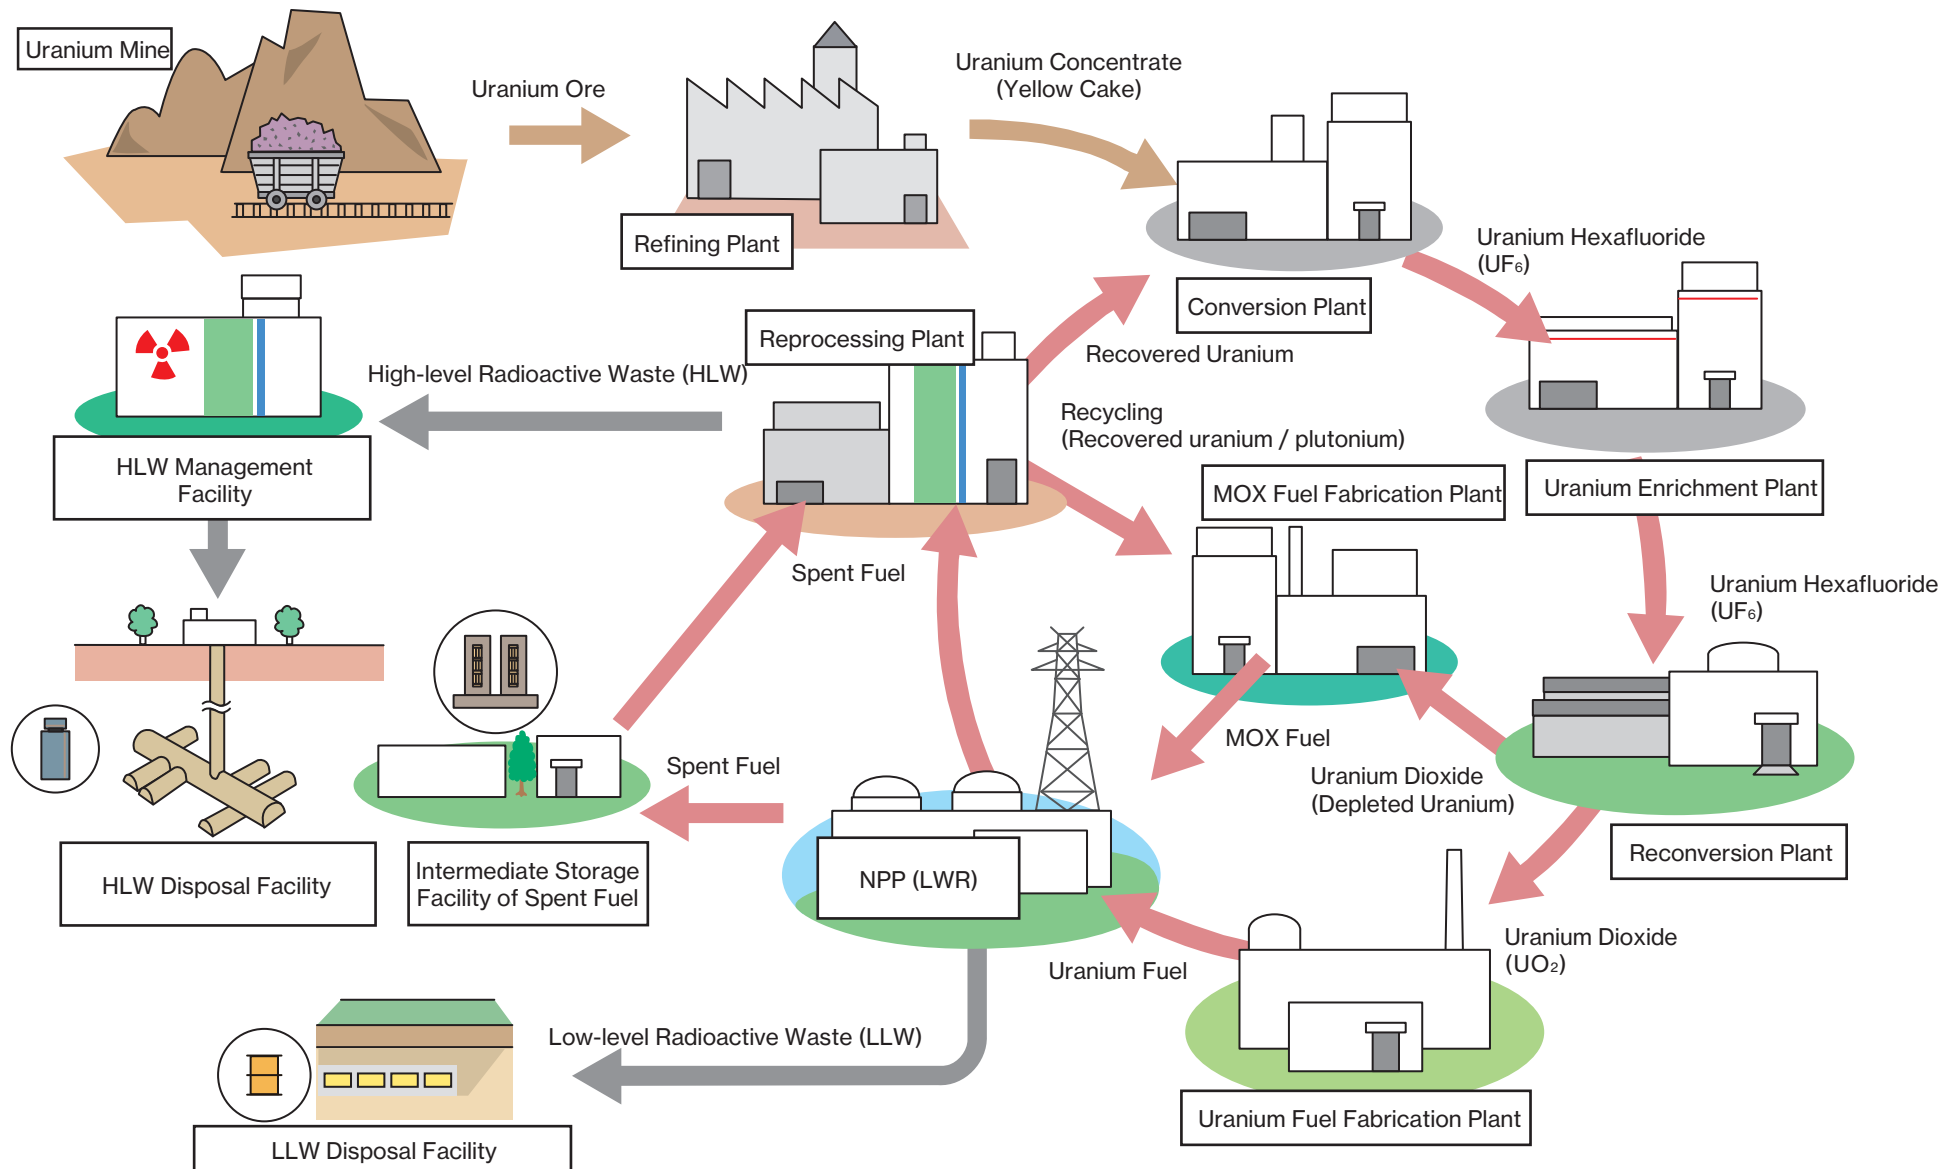 Uranium Mine
Uranium Ore
Uranium Concentrate
(Yellow Cake)
Refining Plant
Uranium Hexafluoride
(UF₆)
Conversion Plant
Reprocessing Plant
Recovered Uranium
High-level Radioactive Waste (HLW)
Recycling
(Recovered uranium / plutonium)
HLW Management
Facility
MOX Fuel Fabrication Plant
Uranium Enrichment Plant
Spent Fuel
Uranium Hexafluoride
(UF₆)
MOX Fuel
Spent Fuel
Uranium Dioxide
(Depleted Uranium)
Reconversion Plant
HLW Disposal Facility
Intermediate Storage
Facility of Spent Fuel
NPP (LWR)
Uranium Dioxide
(UO₂)
Uranium Fuel
Low-level Radioactive Waste (LLW)
Uranium Fuel Fabrication Plant
LLW Disposal Facility